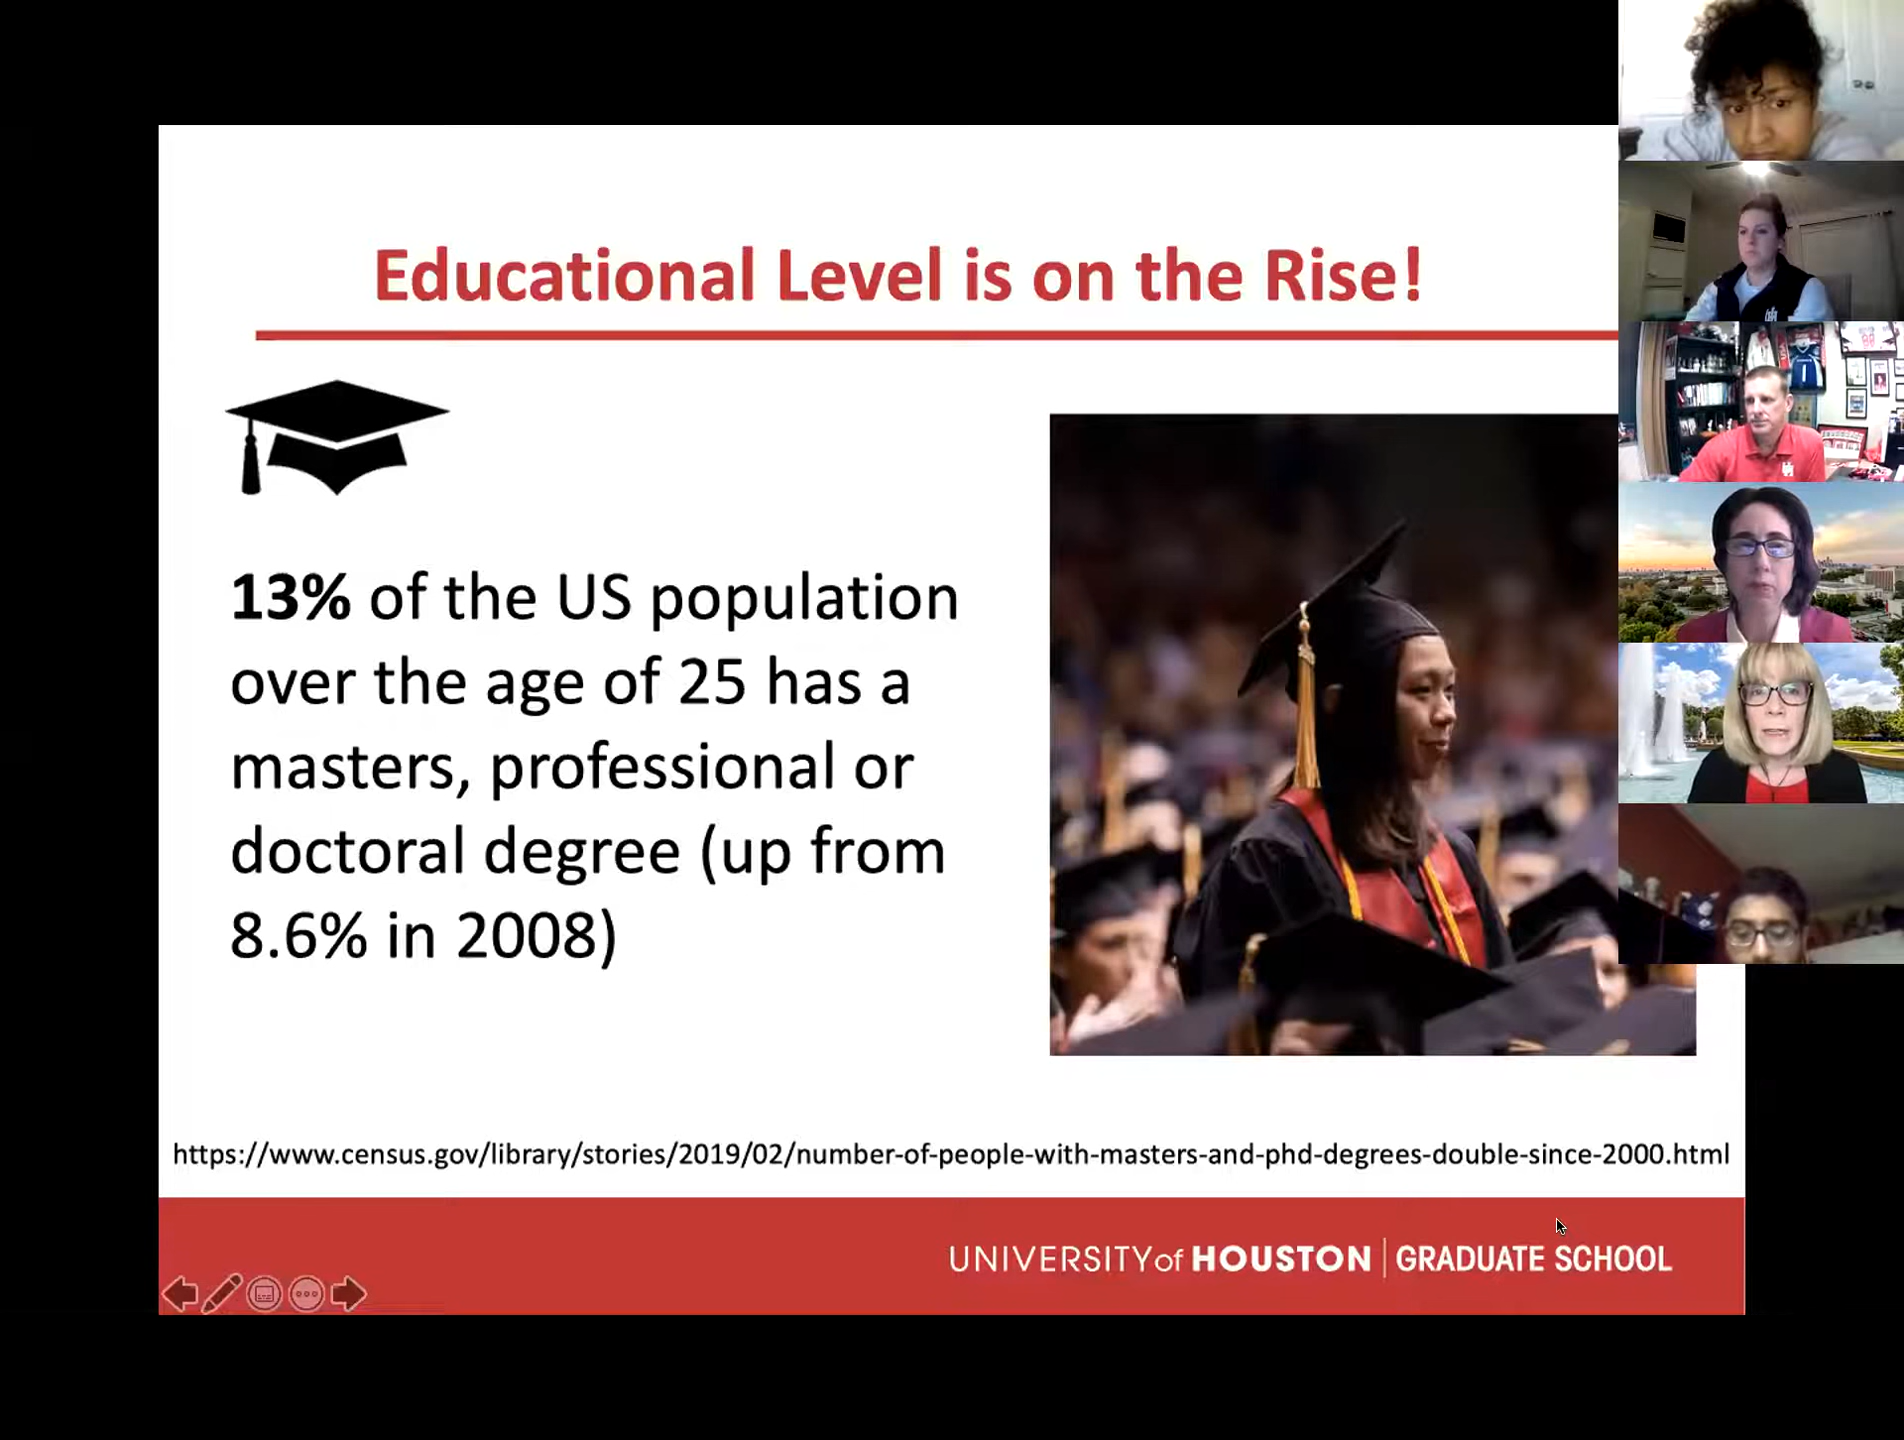 Educational Level is on the Rise!
13% of the US population
over the age of 25 has a
masters, professional or
doctoral degree (up from
8.6% in 2008)
https://www.census.gov/library/stories/2019/02/number-of-people-with-masters-and-phd-degrees-double-since-2000.html
UNIVERSITY of HOUSTON | GRADUATE SCHOOL